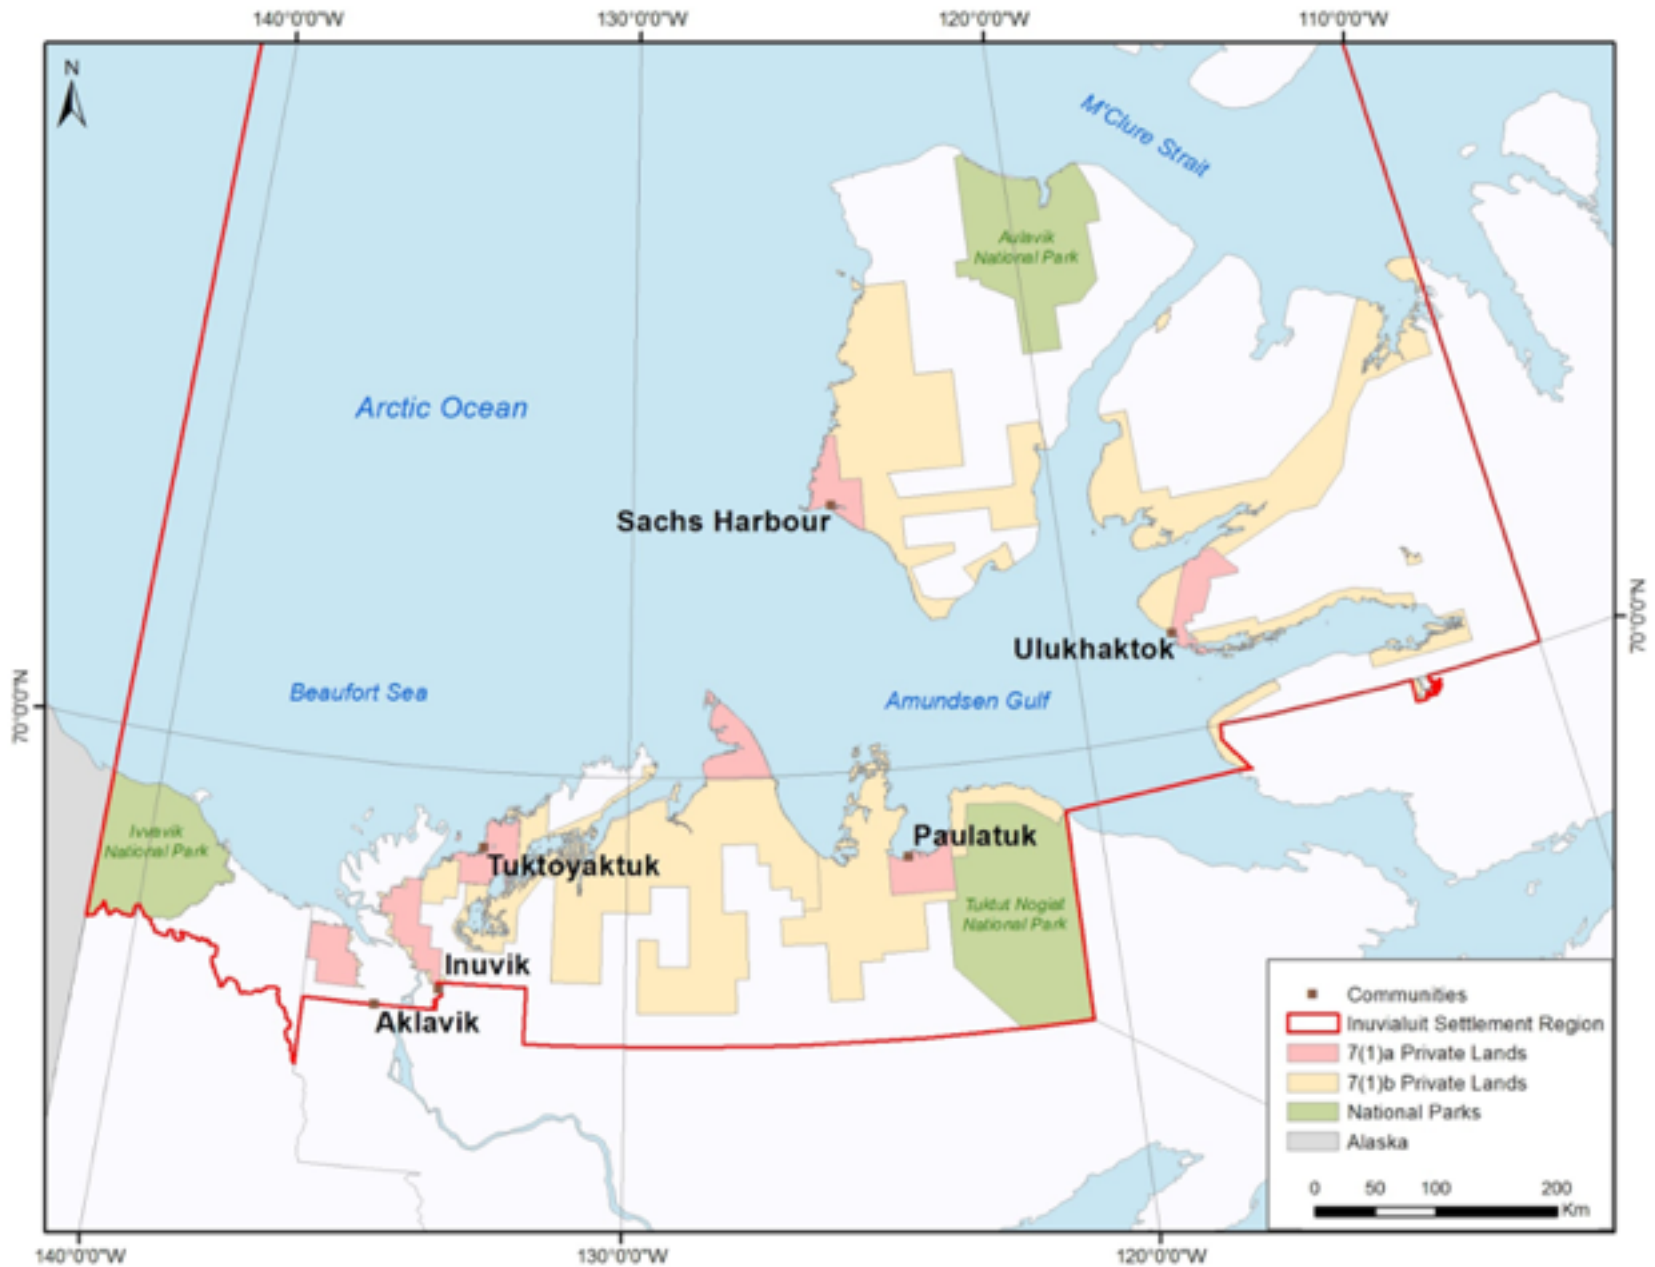 140°0'0"W
130°0'0"W
120°0'0"W
110°0'0"W
N
M'Clure Strait
Aulavik
National Park
Arctic Ocean
Sachs Harbour
Ulukhaktok
70°0'0"N
70°0'0"N
Beaufort Sea
Amundsen Gulf
Ivvavik
National Park
Paulatuk
Tuktoyaktuk
Tuktut Nogiat
National Park
Inuvik
Aklavik
Communities
Inuvialuit Settlement Region
7(1)a Private Lands
7(1)b Private Lands
National Parks
Alaska
0 50 100 200
Km
140°0'0"W
130°0'0"W
120°0'0"W